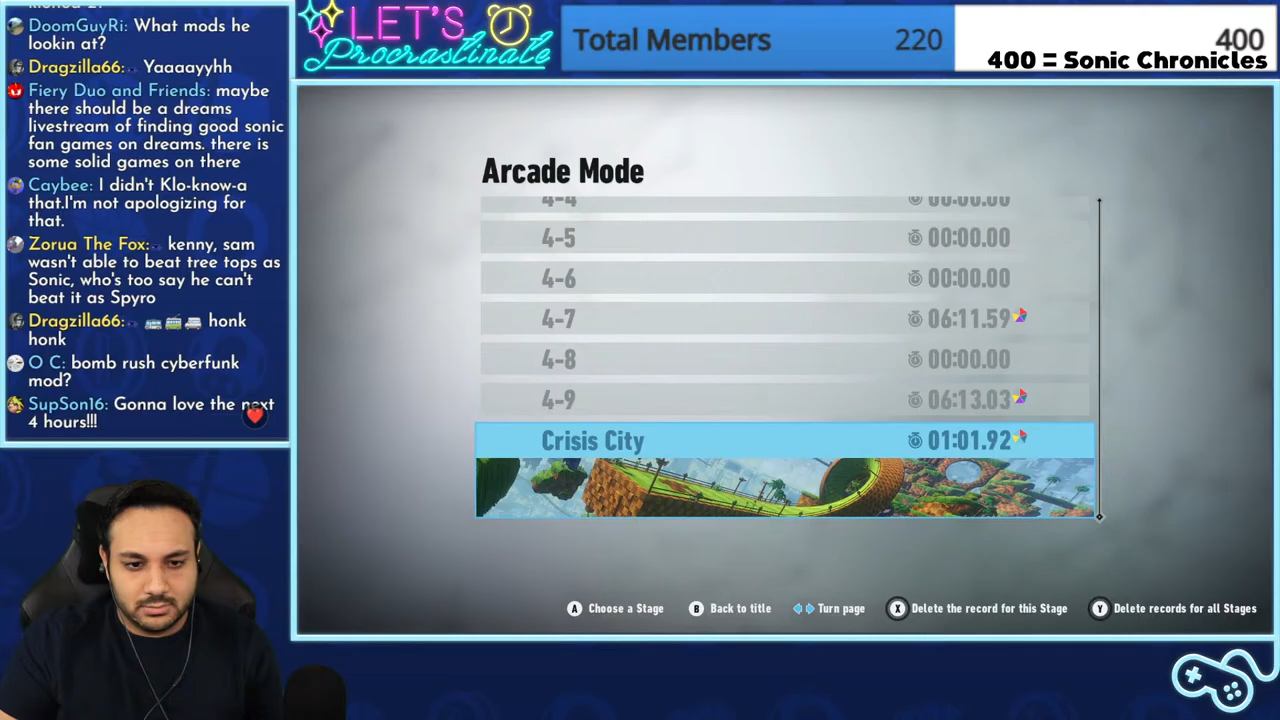 DoomGuyRi: What mods he
lookin at?
Dragzilla66: Yaaaayyhh
Fiery Duo and Friends: maybe
there should be a dreams
livestream of finding good sonic
fan games on dreams. there is
some solid games on there
Caybee: I didn't Klo-know-a
that.I'm not apologizing for
that.
Zorua The Fox: kenny, sam
wasn't able to beat tree tops as
Sonic, who's too say he can't
beat it as Spyro
Dragzilla66: honk
honk
O C: bomb rush cyberfunk
mod?
SupSon16: Gonna love the next
4 hours!!!
LET'S
Procrastinate
Total Members 220 400
400 = Sonic Chronicles
Arcade Mode
4-4 00:00.00
4-5 00:00.00
4-6 00:00.00
4-7 06:11.59
4-8 00:00.00
4-9 06:13.03
Crisis City 01:01.92
A Choose a Stage B Back to title Turn page X Delete the record for this Stage Y Delete records for all Stages